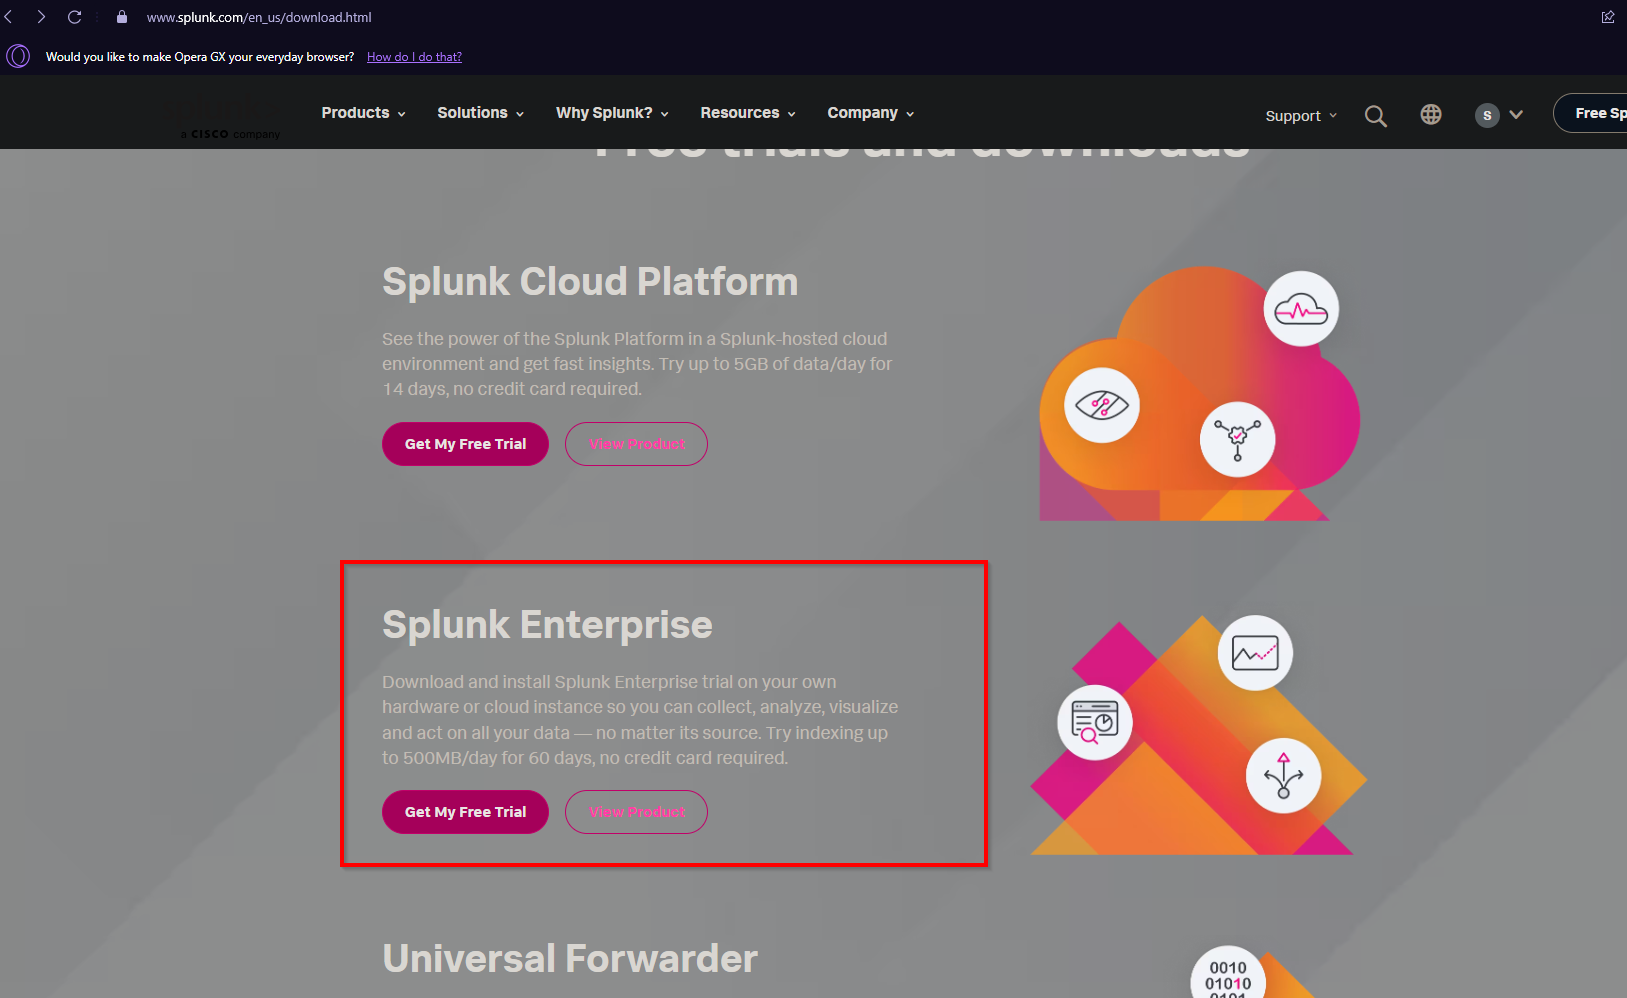 www.splunk.com/en_us/download.html
Would you like to make Opera GX your everyday browser? How do I do that?
a CISCO company
Products
Solutions
Why Splunk?
Resources
Company
Support
S
Free Sp
Free trials and downloads
Splunk Cloud Platform
See the power of the Splunk Platform in a Splunk-hosted cloud
environment and get fast insights. Try up to 5GB of data/day for
14 days, no credit card required.
Get My Free Trial
View Product
Splunk Enterprise
Download and install Splunk Enterprise trial on your own
hardware or cloud instance so you can collect, analyze, visualize
and act on all your data — no matter its source. Try indexing up
to 500MB/day for 60 days, no credit card required.
Get My Free Trial
View Product
Universal Forwarder
0010
01010
0101